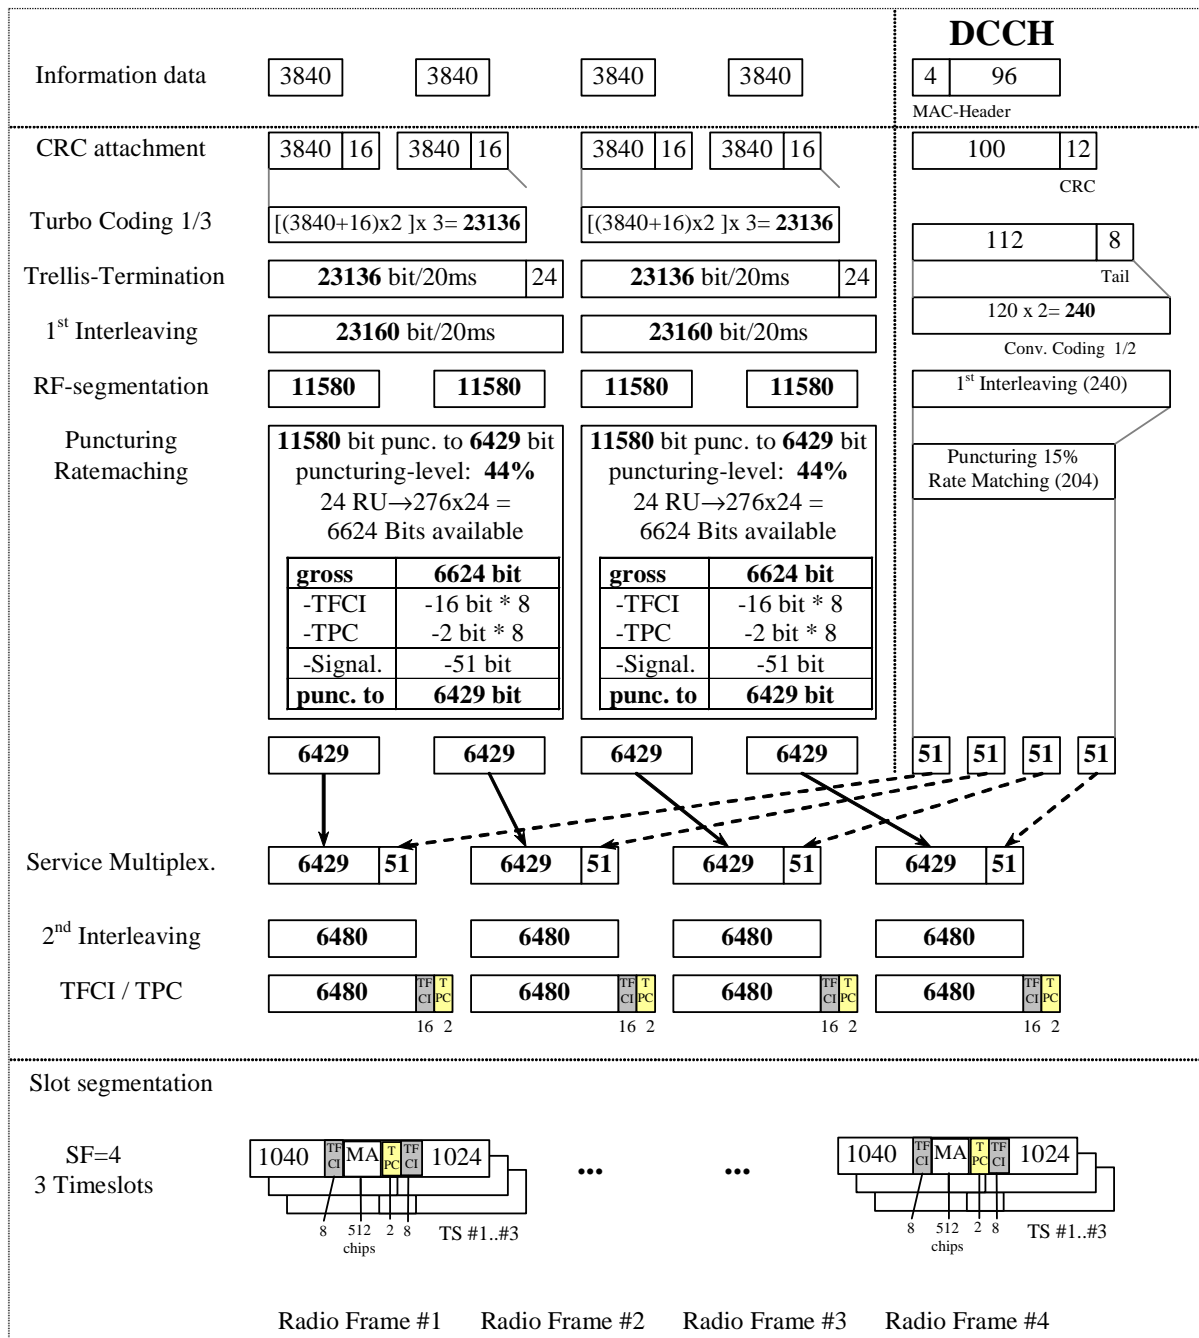 DCCH
Information data 3840 3840 3840 3840 4 96
MAC-Header
CRC attachment 3840 16 3840 16 3840 16 3840 16 100 12
CRC
Turbo Coding 1/3 [(3840+16)x2 ]x 3= 23136 [(3840+16)x2 ]x 3= 23136
112 8
Trellis-Termination 23136 bit/20ms 24 23136 bit/20ms 24
Tail
120 x 2= 240
1st Interleaving 23160 bit/20ms 23160 bit/20ms
Conv. Coding 1/2
RF-segmentation 11580 11580 11580 11580 1st Interleaving (240)
Puncturing
Ratemaching
11580 bit punc. to 6429 bit
puncturing-level: 44%
24 RU→276x24 =
6624 Bits available
gross 6624 bit
-TFCI -16 bit * 8
-TPC -2 bit * 8
-Signal. -51 bit
punc. to 6429 bit
11580 bit punc. to 6429 bit
puncturing-level: 44%
24 RU→276x24 =
6624 Bits available
gross 6624 bit
-TFCI -16 bit * 8
-TPC -2 bit * 8
-Signal. -51 bit
punc. to 6429 bit
Puncturing 15%
Rate Matching (204)
6429 6429 6429 6429 51 51 51 51
Service Multiplex. 6429 51 6429 51 6429 51 6429 51
2nd Interleaving 6480 6480 6480 6480
TFCI / TPC 6480 TF CI T PC 6480 TF CI T PC 6480 TF CI T PC 6480 TF CI T PC
16 2 16 2 16 2 16 2
Slot segmentation
SF=4
3 Timeslots
1040 TF CI MA T PC TF CI 1024 ... ... 1040 TF CI MA T PC TF CI 1024
8 512 2 8 TS #1..#3 8 512 2 8 TS #1..#3
chips chips
Radio Frame #1 Radio Frame #2 Radio Frame #3 Radio Frame #4